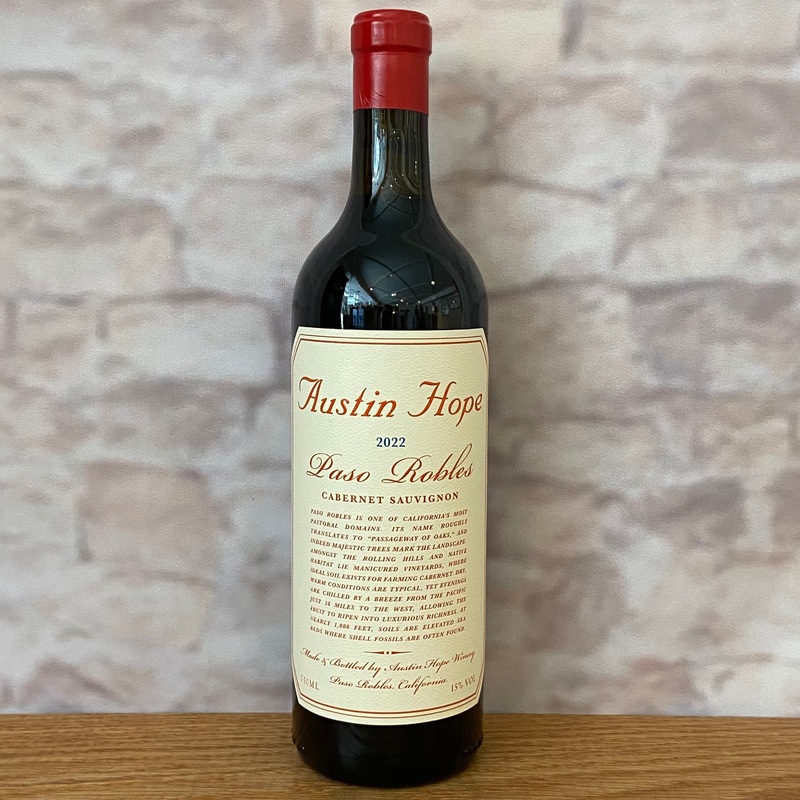 Austin Hope
2022
Paso Robles
CABERNET SAUVIGNON
PASO ROBLES IS ONE OF CALIFORNIA'S MOST
PASTORAL DOMAINS. ITS NAME ROUGHLY
TRANSLATES TO "PASSAGEWAY OF OAKS," AND
INDEED MAJESTIC TREES MARK THE LANDSCAPE.
AMONGST THE ROLLING HILLS AND NATIVE
HABITAT LIE MANICURED VINEYARDS, WHERE
IDEAL SOIL EXISTS FOR FARMING CABERNET. DRY,
WARM CONDITIONS ARE TYPICAL, YET EVENINGS
ARE CHILLED BY A BREEZE FROM THE PACIFIC
JUST 18 MILES TO THE WEST, ALLOWING THE
FRUIT TO RIPEN INTO LUXURIOUS RICHNESS. AT
NEARLY 1,000 FEET, SOILS ARE ELEVATED SEA
BEDS WHERE SHELL FOSSILS ARE OFTEN FOUND.
Made & Bottled by Austin Hope Winery
Paso Robles, California
750ML
15% VOL